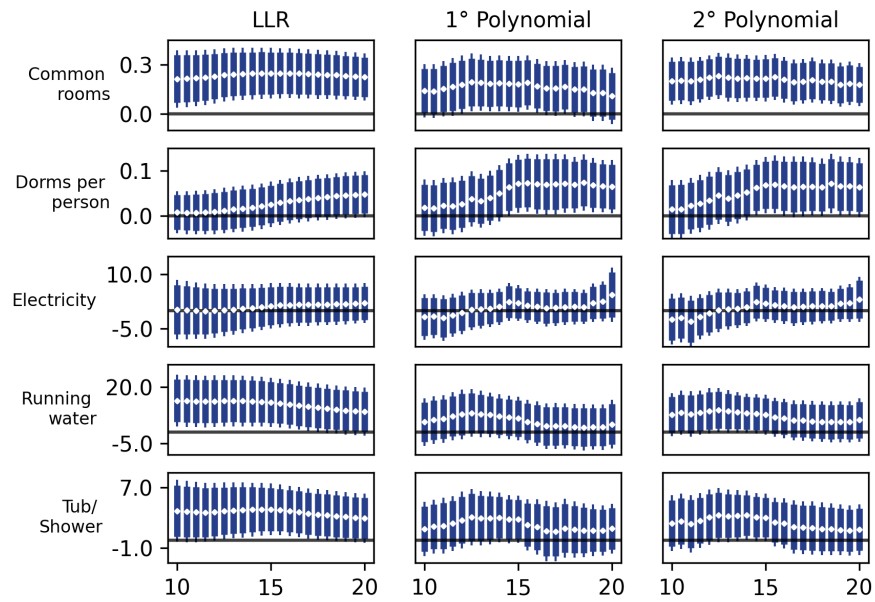 LLR 1° Polynomial 2° Polynomial
Common
rooms
0.3
0.0
Dorms per
person
0.1
0.0
Electricity
10.0
-5.0
Running
water
20.0
-5.0
Tub/
Shower
7.0
-1.0
10 15 20 10 15 20 10 15 20